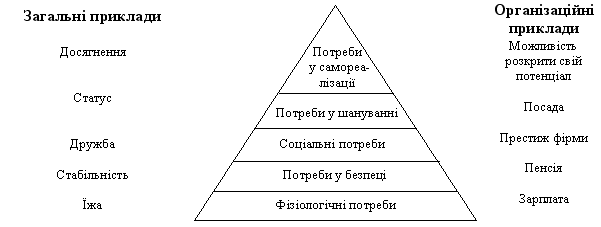 Загальні приклади
Досягнення
Статус
Дружба
Стабільність
Їжа
Потреби
у самореа-
лізації
Потреби у шануванні
Соціальні потреби
Потреби у безпеці
Фізіологічні потреби
Організаційні
приклади
Можливість
розкрити свій
потенціал
Посада
Престиж фірми
Пенсія
Зарплата